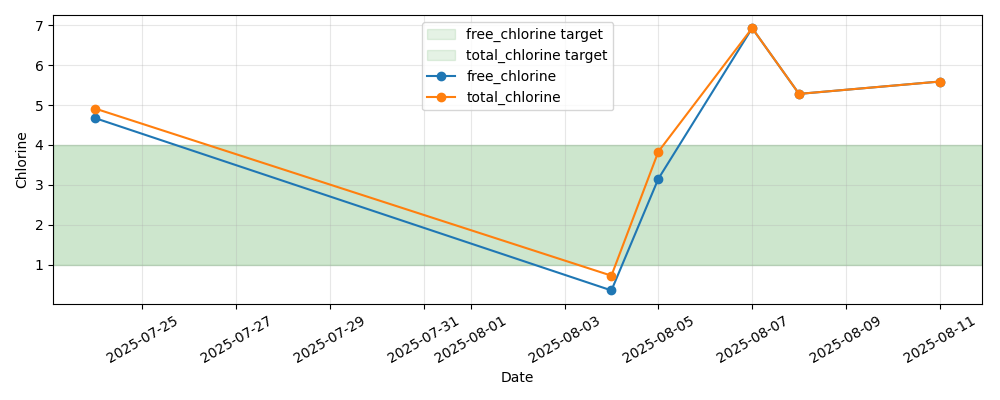 7
6
5
4
3
2
1
Chlorine
free_chlorine target
total_chlorine target
free_chlorine
total_chlorine
2025-07-25
2025-07-27
2025-07-29
2025-07-31
2025-08-01
2025-08-03
2025-08-05
2025-08-07
2025-08-09
2025-08-11
Date